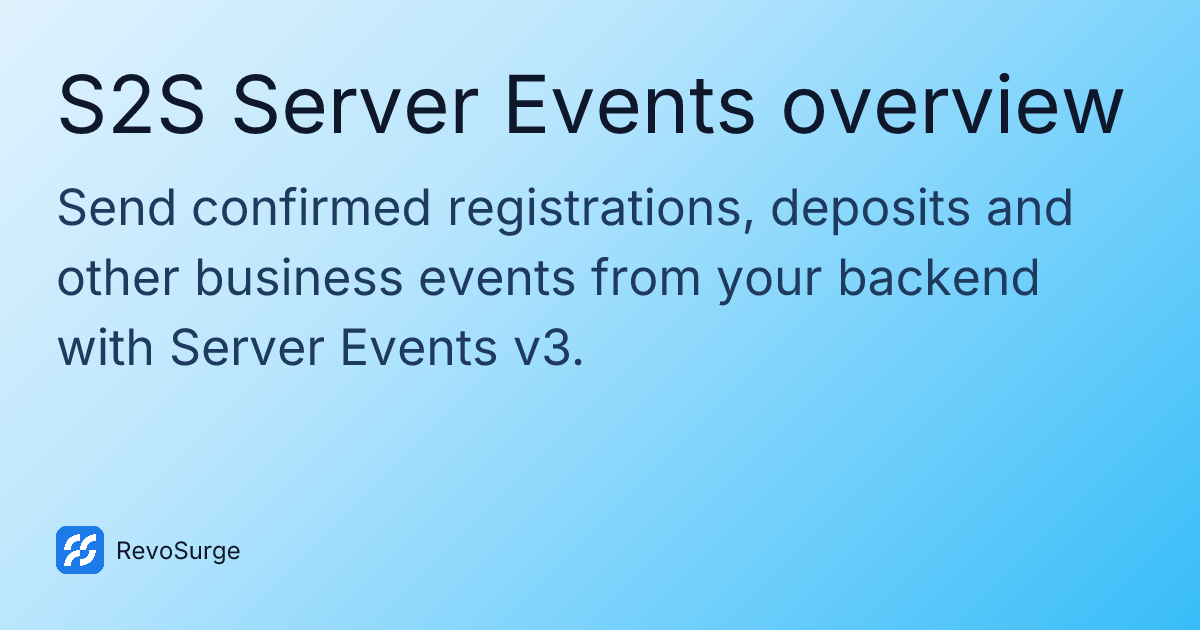 S2S Server Events overview
Send confirmed registrations, deposits and
other business events from your backend
with Server Events v3.
RevoSurge